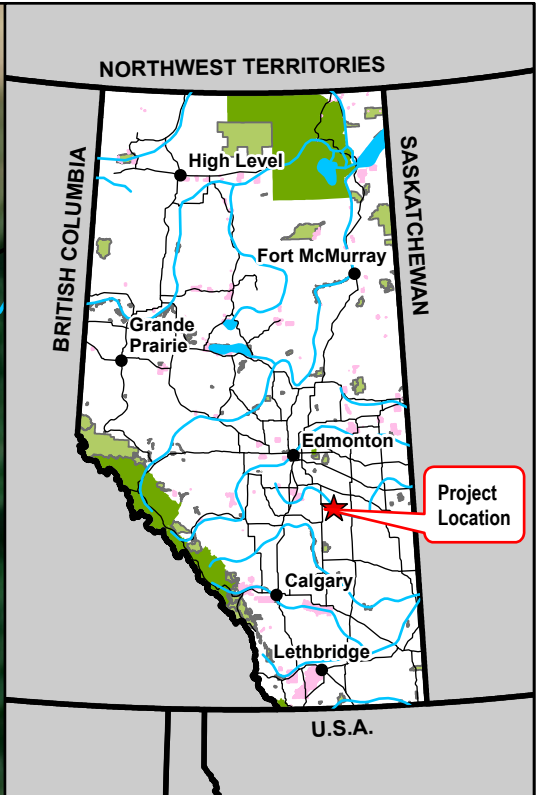 NORTHWEST TERRITORIES
BRITISH COLUMBIA
SASKATCHEWAN
High Level
Fort McMurray
Grande
Prairie
Edmonton
Project
Location
Calgary
Lethbridge
U.S.A.